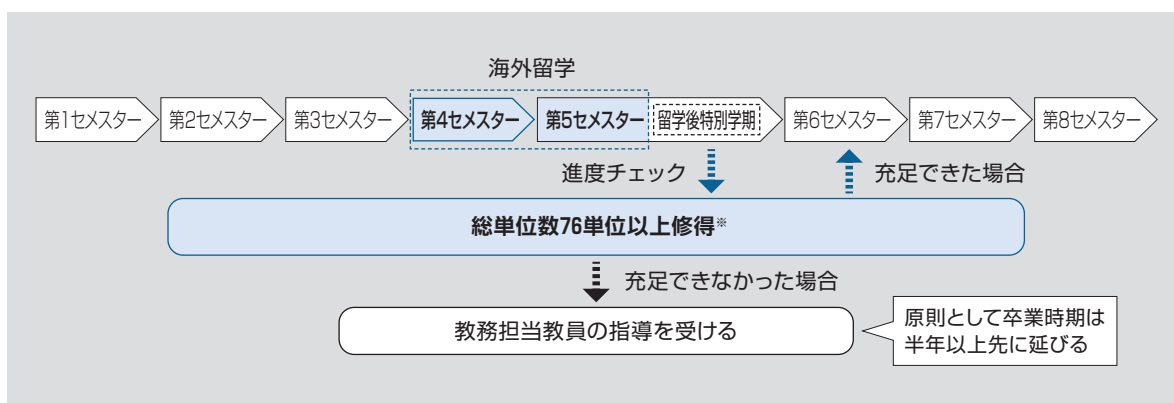 海外留学
第1セメスター
第2セメスター
第3セメスター
第4セメスター
第5セメスター
留学後特別学期
第6セメスター
第7セメスター
第8セメスター
進度チェック
充足できた場合
総単位数76単位以上修得※
充足できなかった場合
教務担当教員の指導を受ける
原則として卒業時期は
半年以上先に延びる